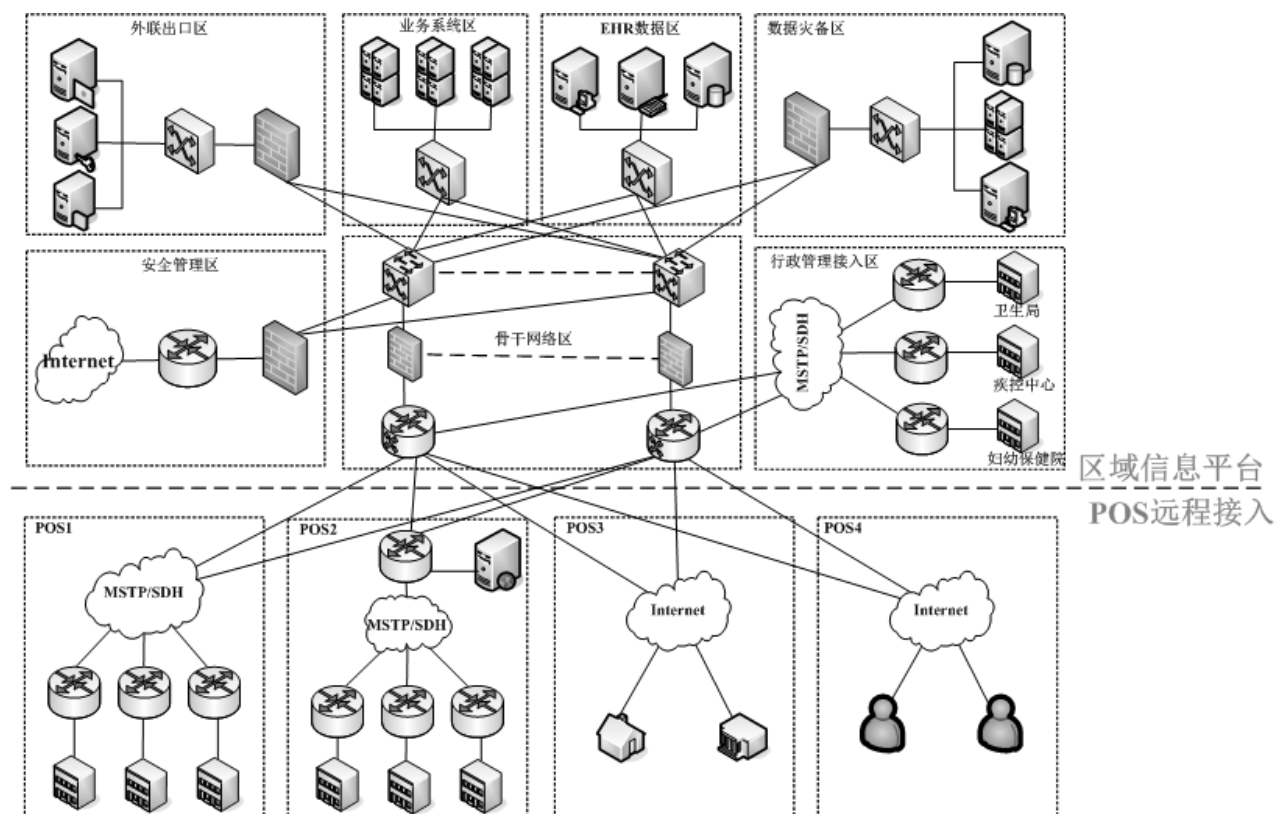 外联出口区
业务系统区
EHR数据区
数据灾备区
安全管理区
Internet
骨干网络区
行政管理接入区
MSTP/SDH
卫生局
疾控中心
妇幼保健院
区域信息平台
POS远程接入
POS1
MSTP/SDH
POS2
MSTP/SDH
POS3
Internet
POS4
Internet